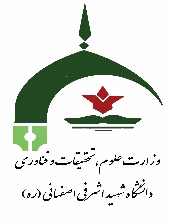 وزارت علوم، تحقیقات و فناوری
دانشگاه شهید اشرفی اصفهانی (ره)